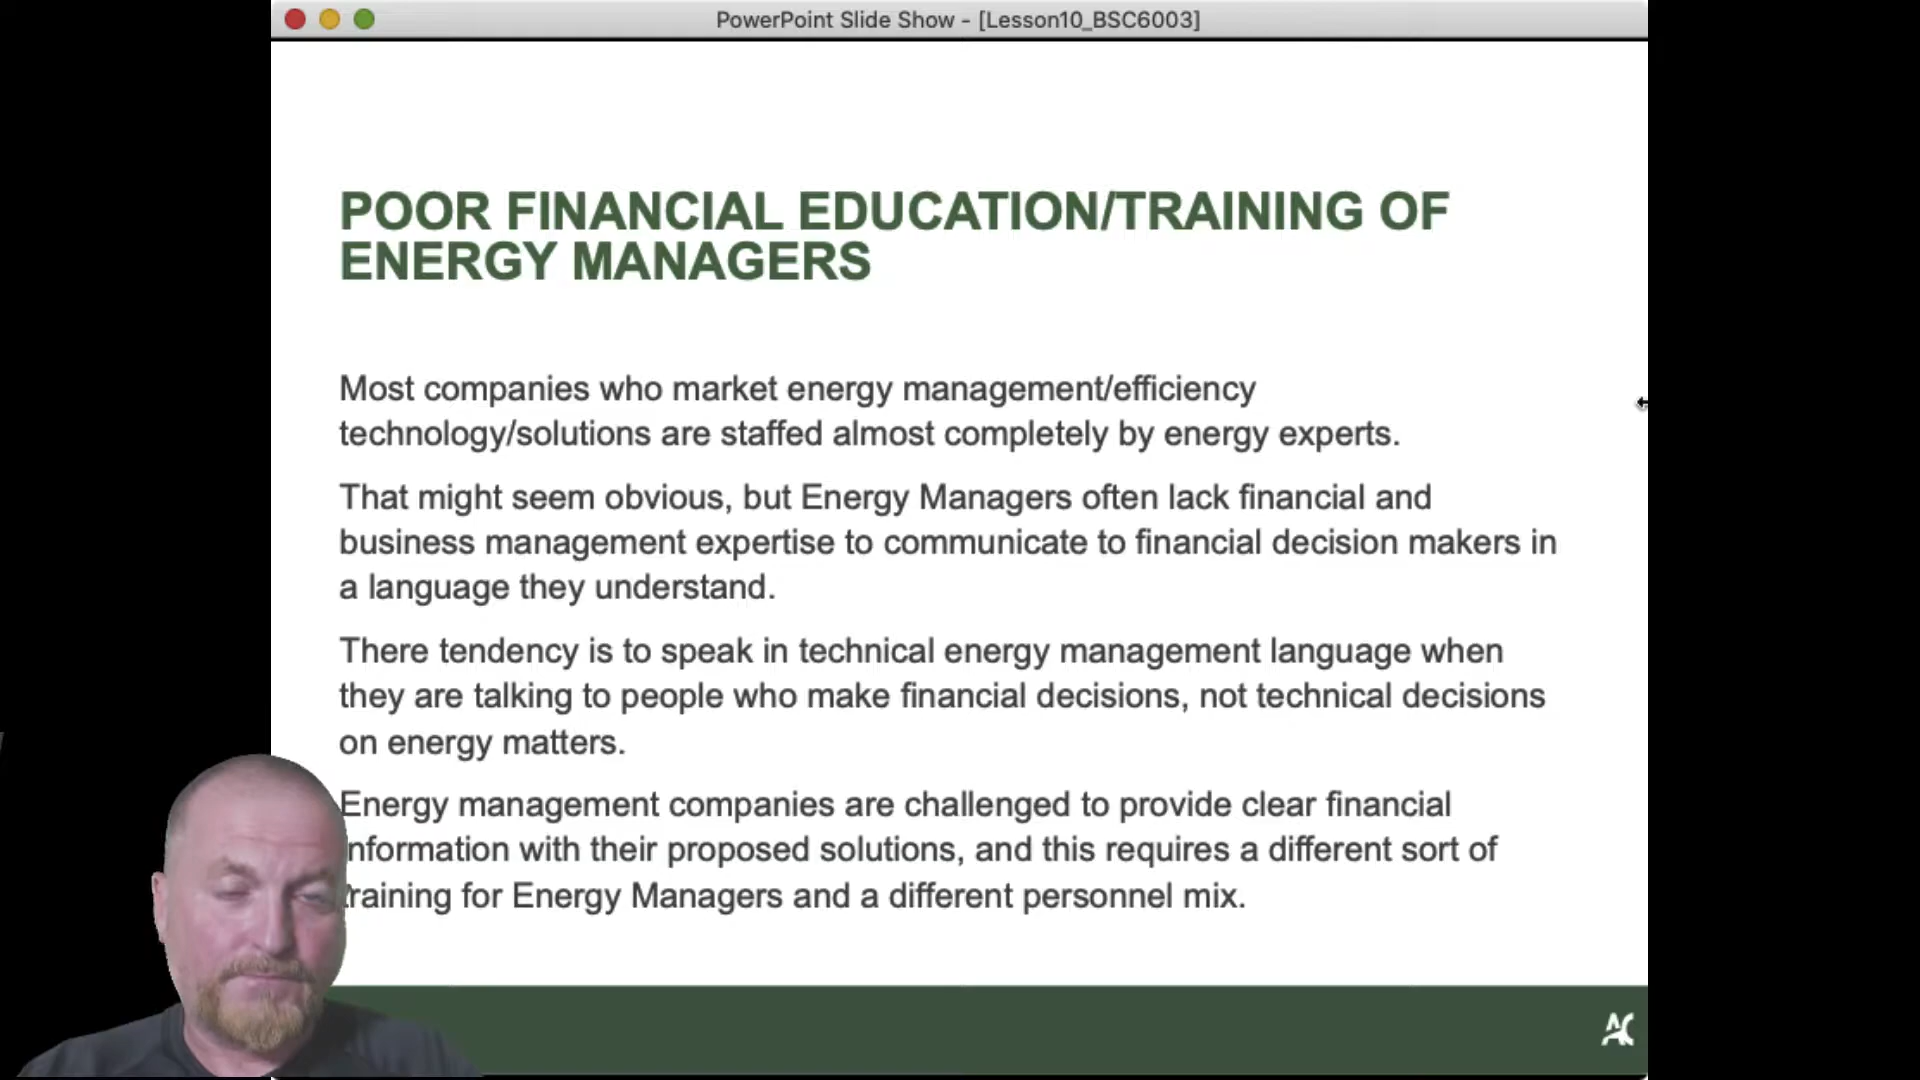 PowerPoint Slide Show - [Lesson10_BSC6003]
POOR FINANCIAL EDUCATION/TRAINING OF
ENERGY MANAGERS
Most companies who market energy management/efficiency
technology/solutions are staffed almost completely by energy experts.
That might seem obvious, but Energy Managers often lack financial and
business management expertise to communicate to financial decision makers in
a language they understand.
There tendency is to speak in technical energy management language when
they are talking to people who make financial decisions, not technical decisions
on energy matters.
Energy management companies are challenged to provide clear financial
information with their proposed solutions, and this requires a different sort of
training for Energy Managers and a different personnel mix.
AC